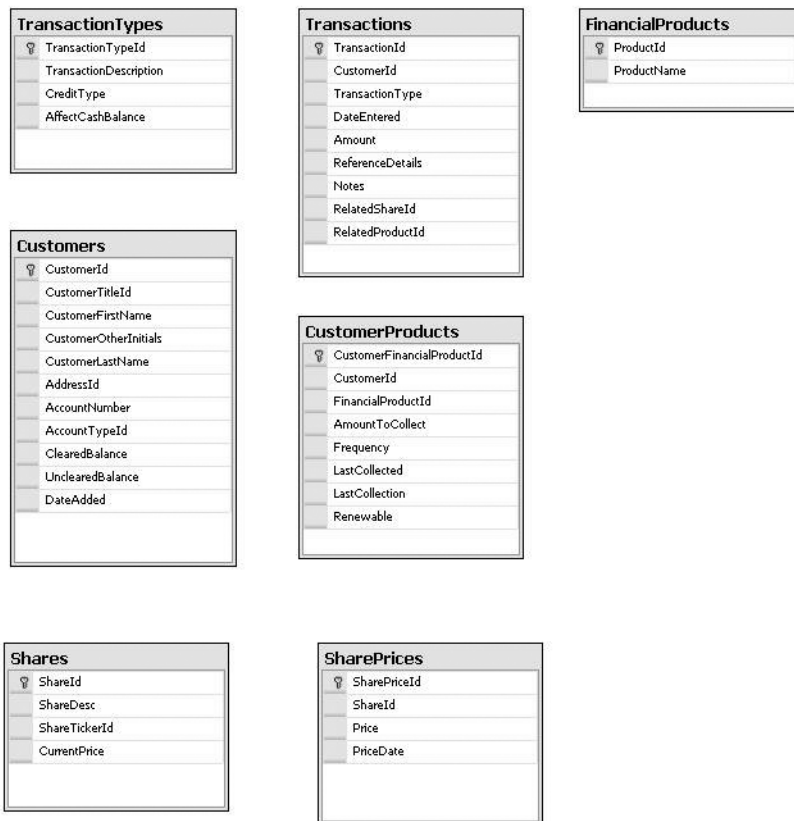 TransactionTypes
TransactionTypeId
TransactionDescription
CreditType
AffectCashBalance
Transactions
TransactionId
CustomerId
TransactionType
DateEntered
Amount
ReferenceDetails
Notes
RelatedShareId
RelatedProductId
FinancialProducts
ProductId
ProductName
Customers
CustomerId
CustomerTitleId
CustomerFirstName
CustomerOtherInitials
CustomerLastName
AddressId
AccountNumber
AccountTypeId
ClearedBalance
UnclearedBalance
DateAdded
CustomerProducts
CustomerFinancialProductId
CustomerId
FinancialProductId
AmountToCollect
Frequency
LastCollected
LastCollection
Renewable
Shares
ShareId
ShareDesc
ShareTickerId
CurrentPrice
SharePrices
SharePriceId
ShareId
Price
PriceDate